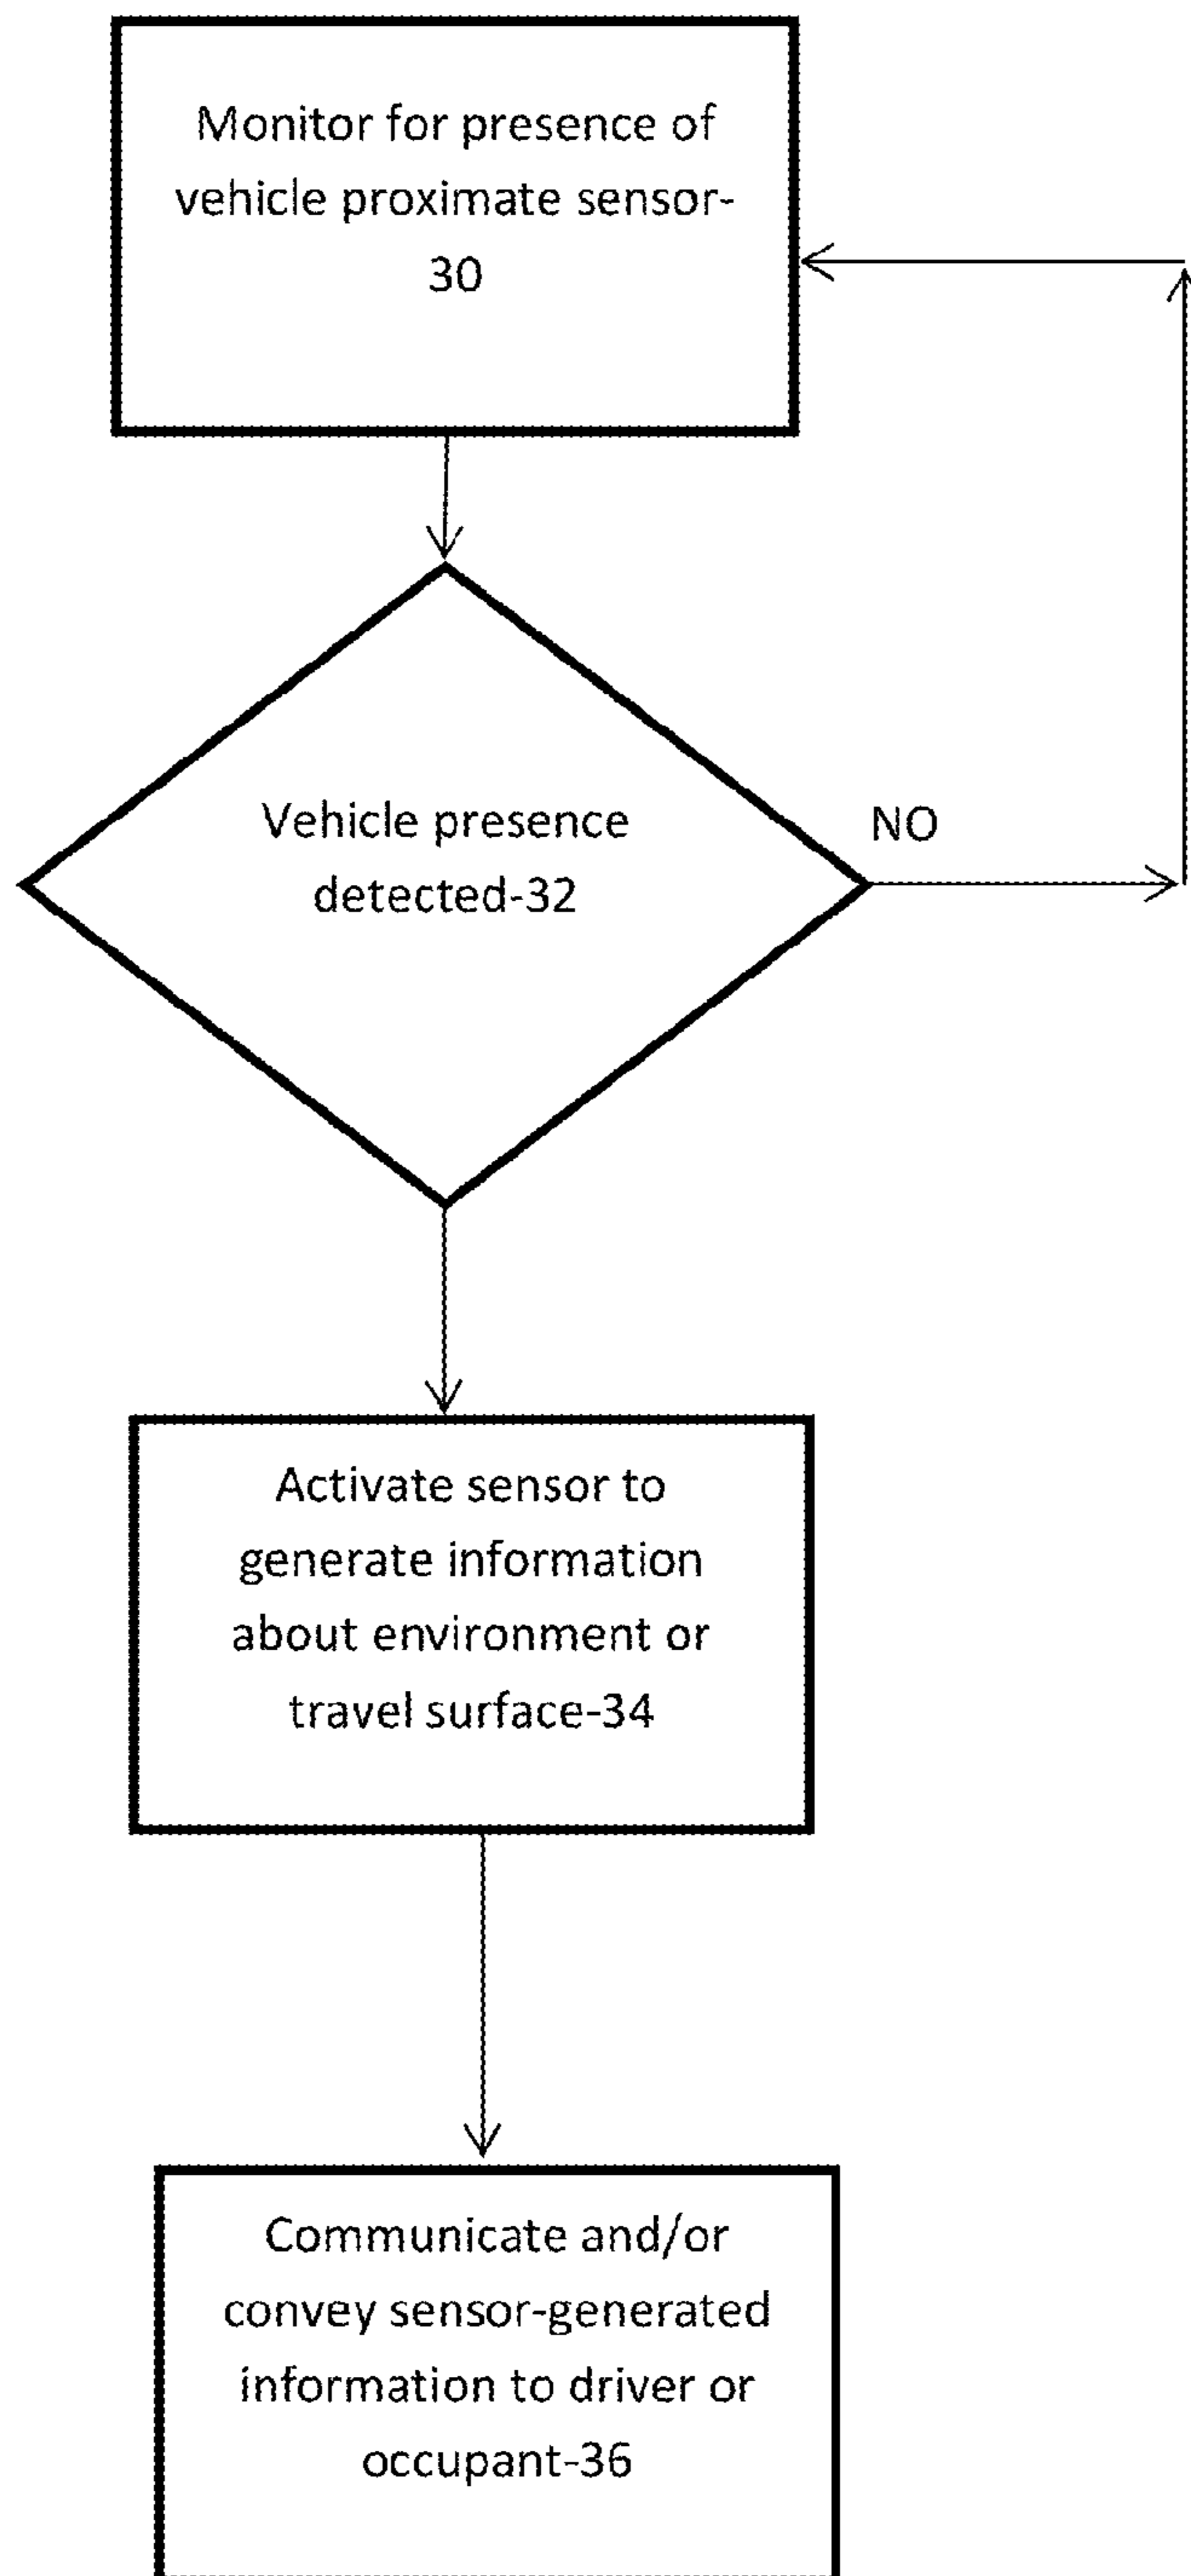 Monitor for presence of
vehicle proximate sensor-
30
Vehicle presence
detected-32
NO
Activate sensor to
generate information
about environment or
travel surface-34
Communicate and/or
convey sensor-generated
information to driver or
occupant-36